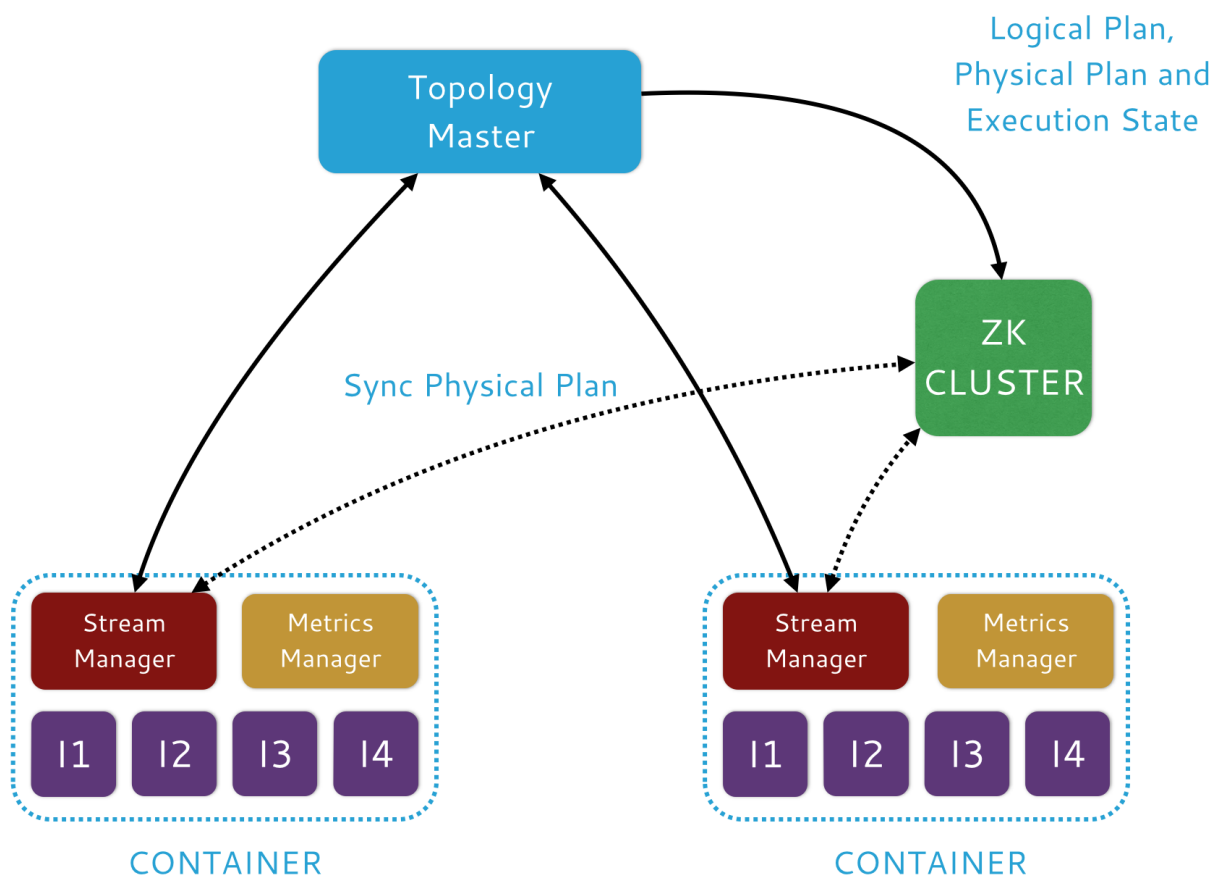 Logical Plan,
Physical Plan and
Execution State
Topology
Master
ZK
CLUSTER
Sync Physical Plan
Stream
Manager
Metrics
Manager
I1 I2 I3 I4
CONTAINER
Stream
Manager
Metrics
Manager
I1 I2 I3 I4
CONTAINER